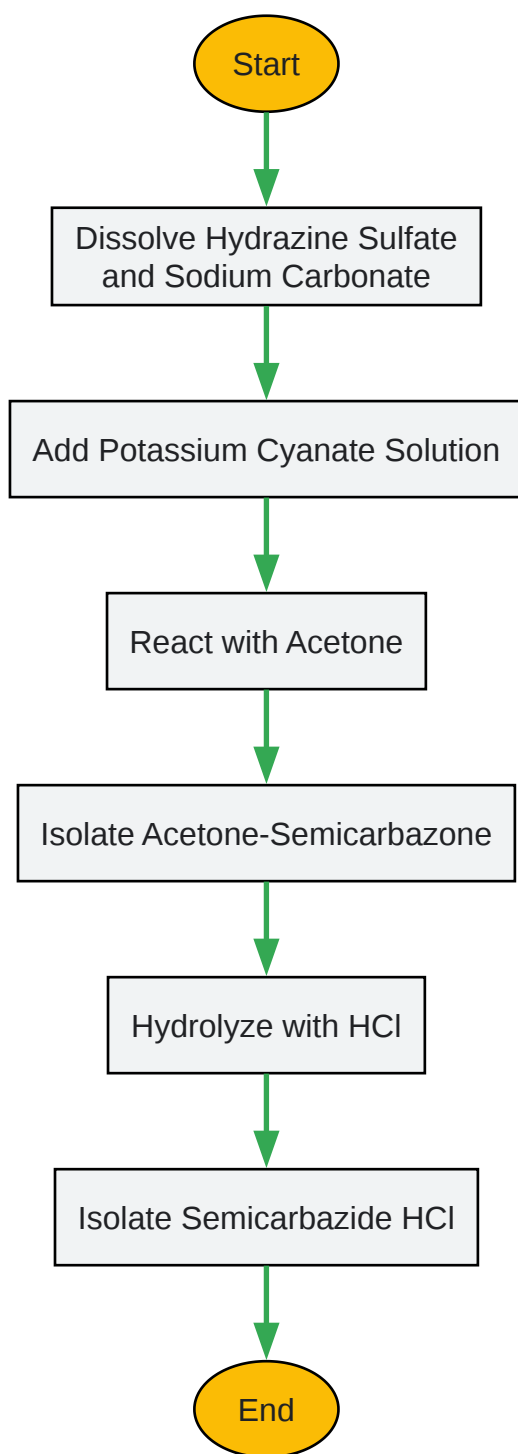 Start
Dissolve Hydrazine Sulfate
and Sodium Carbonate
Add Potassium Cyanate Solution
React with Acetone
Isolate Acetone-Semicarbazone
Hydrolyze with HCl
Isolate Semicarbazide HCl
End